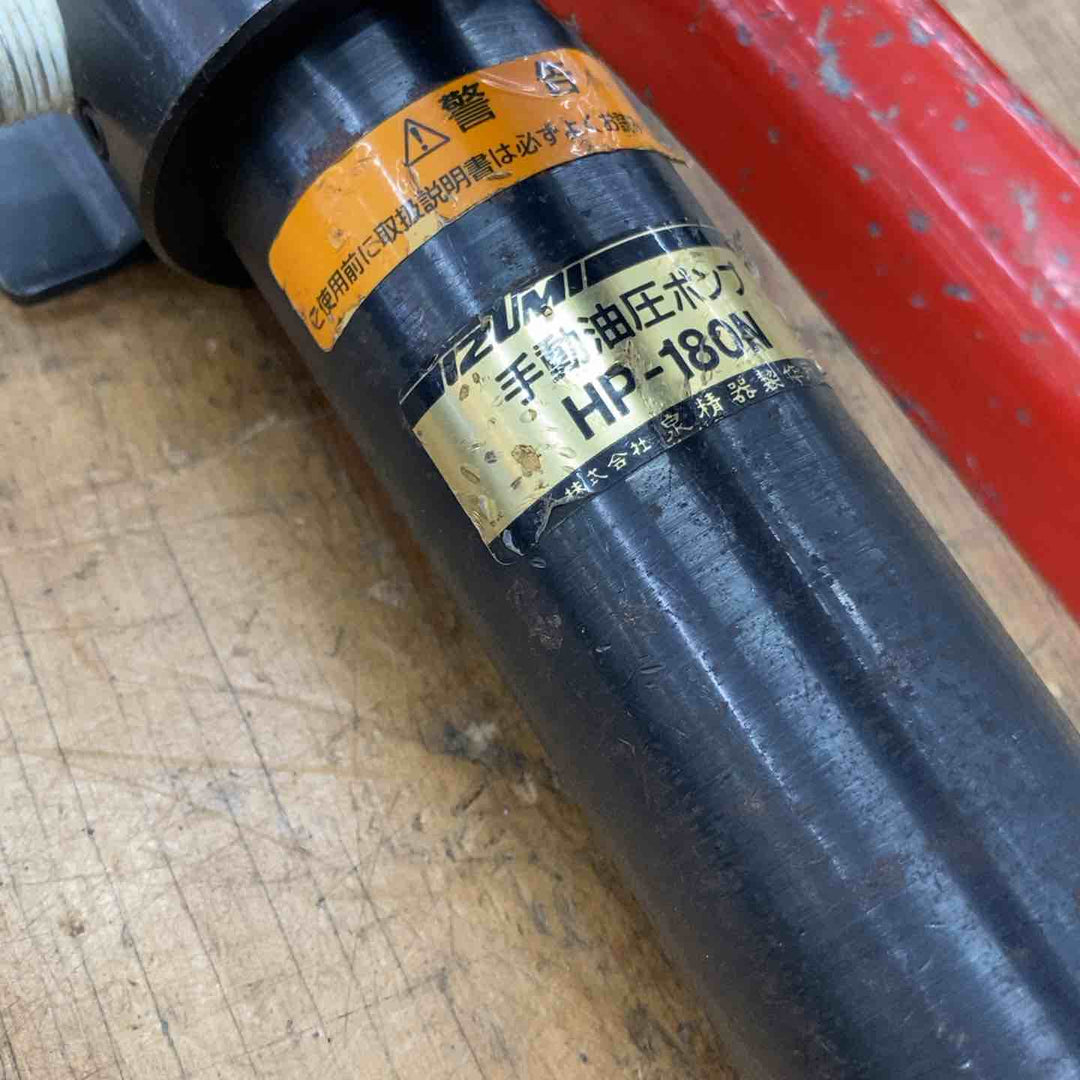 警告
ご使用前に取扱説明書は必ずよくお読み
IZUMI
手動油圧ポンプ
HP-180N
株式会社 泉精器製作